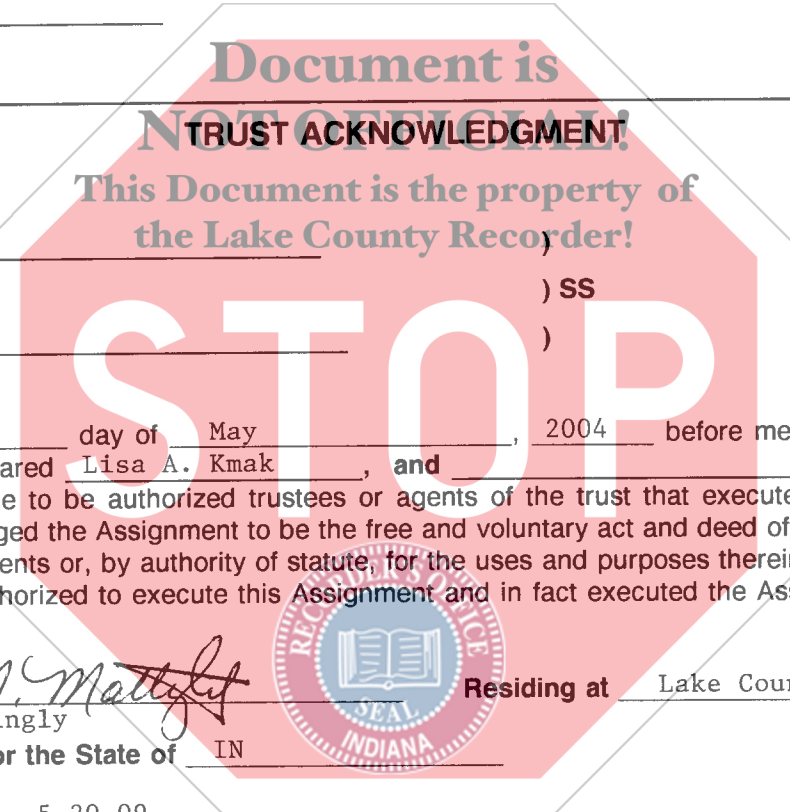 Document is
NOT OFFICIAL!
TRUST ACKNOWLEDGMENT
This Document is the property of
the Lake County Recorder!
)
) SS
)
STOP
day of May , 2004 before me
ared Lisa A. Kmak , and
e to be authorized trustees or agents of the trust that execute
ged the Assignment to be the free and voluntary act and deed of
ents or, by authority of statute, for the uses and purposes therein
horized to execute this Assignment and in fact executed the As
RECORDER'S OFFICE
SEAL
INDIANA
Residing at Lake Coun
ingly
or the State of IN